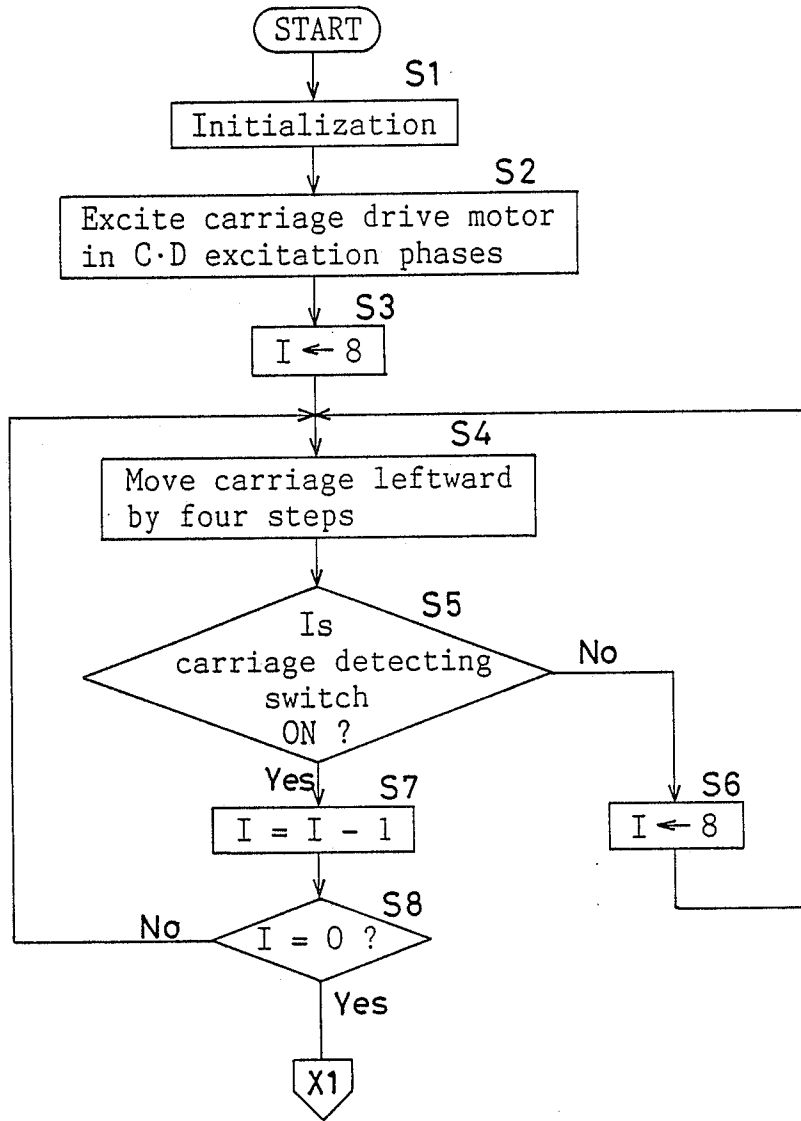 START
S1
Initialization
S2
Excite carriage drive motor
in C·D excitation phases
S3
I ← 8
S4
Move carriage leftward
by four steps
S5
Is
carriage detecting
switch
ON ?
No
Yes
S7
I = I - 1
S6
I ← 8
S8
I = 0 ?
No
Yes
X1